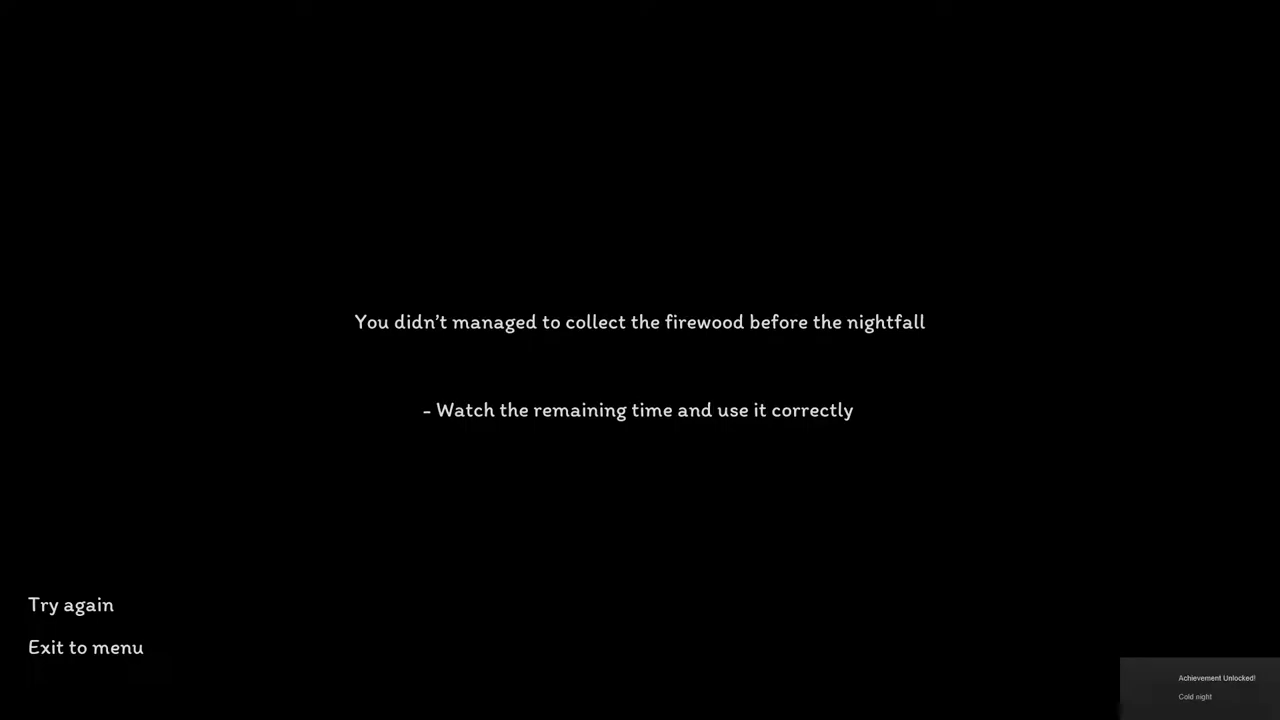 You didn't managed to collect the firewood before the nightfall
- Watch the remaining time and use it correctly
Try again
Exit to menu
Achievement Unlocked!
Cold night